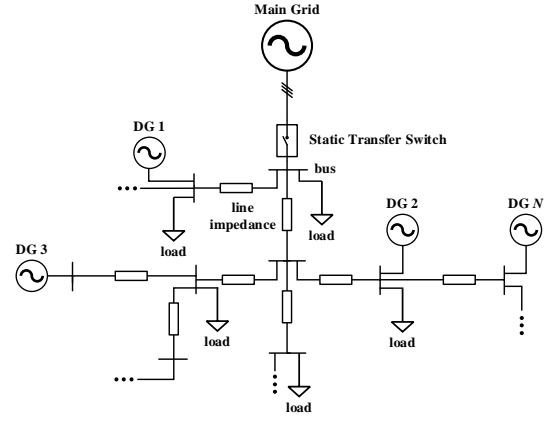 Main Grid
Static Transfer Switch
DG 1
bus
line
impedance
load
load
DG 2
DG N
DG 3
load
load
load